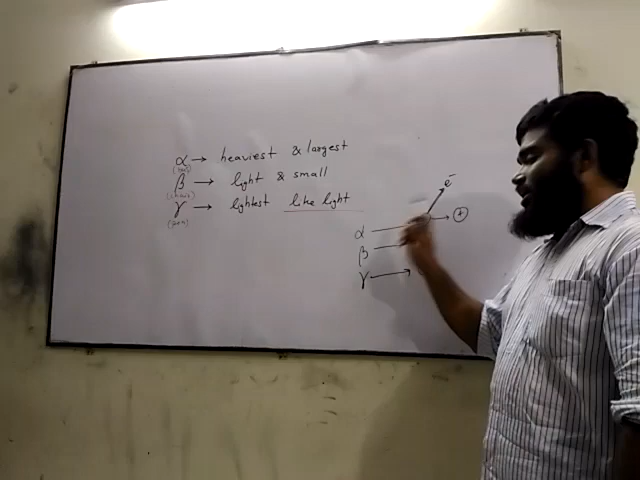 α → heaviest & largest
β → light & small
γ → lightest like light
e⁻
α → +
β
γ →